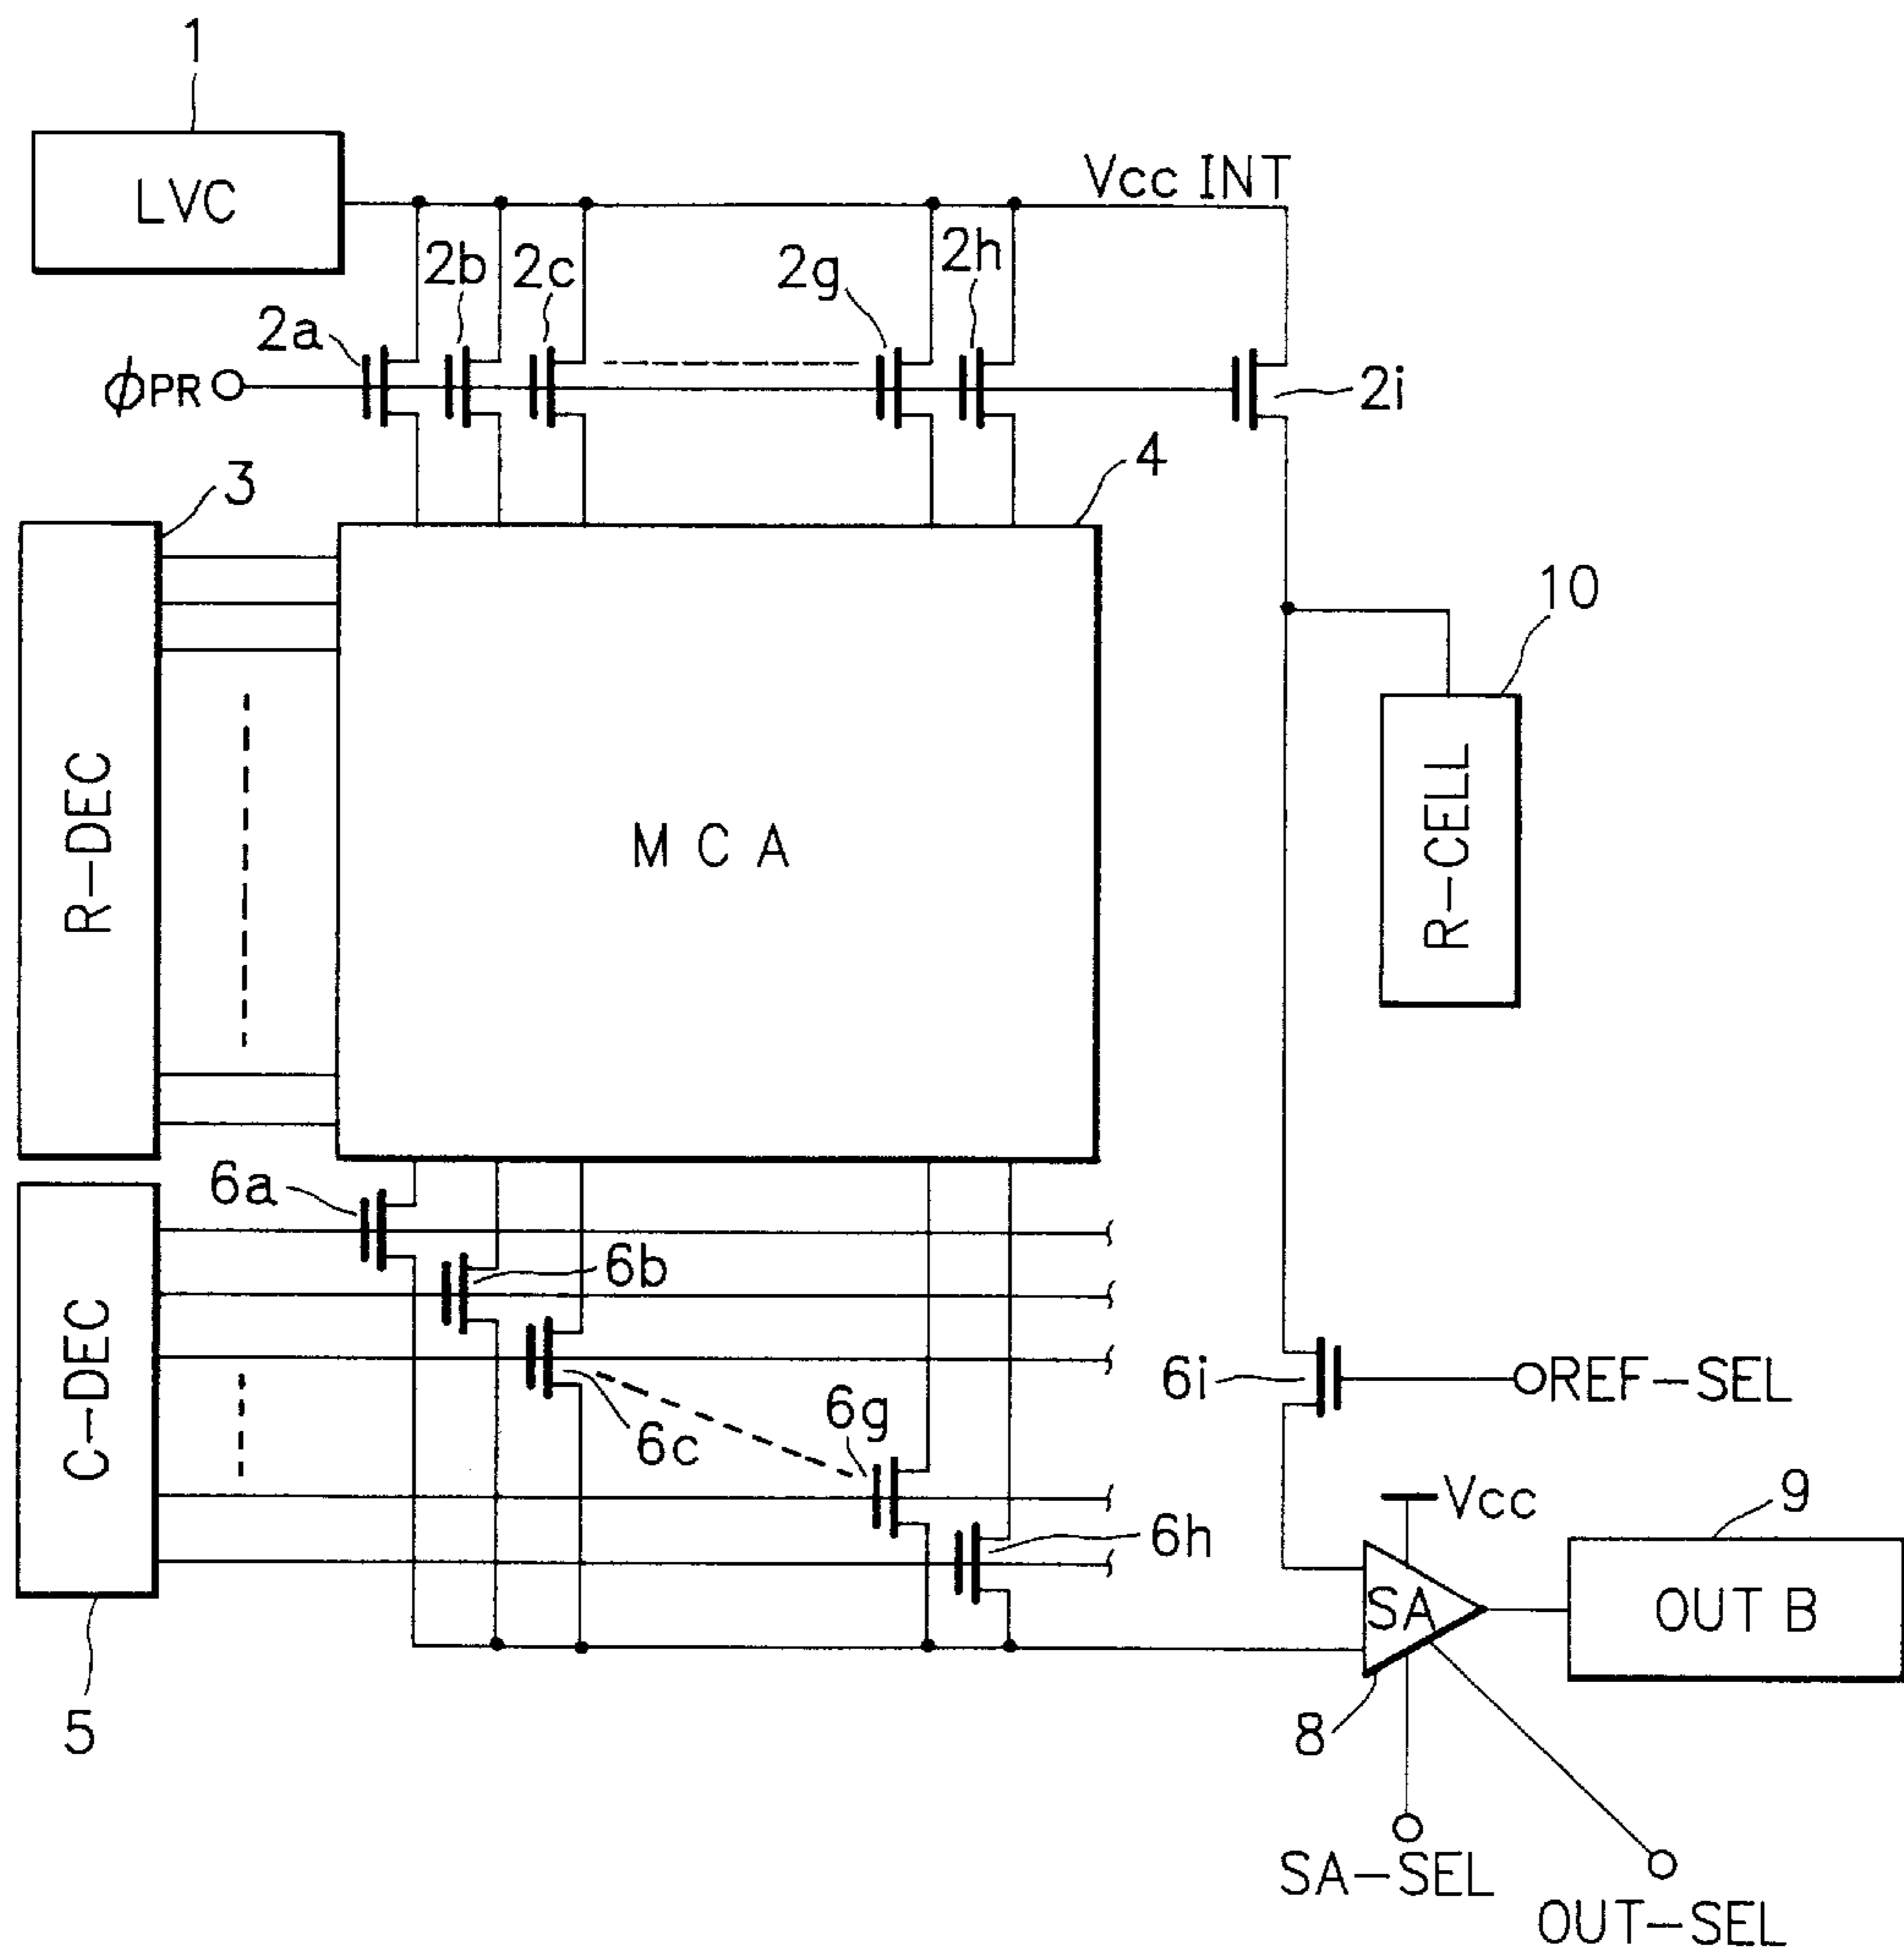 1
LVC
Vcc INT
2a
2b
2c
2g
2h
2i
ϕPR
3
4
10
R-DEC
MCA
R-CELL
6a
6b
6c
6g
6h
6i
REF-SEL
C-DEC
5
Vcc
SA
8
9
OUT B
SA-SEL
OUT-SEL